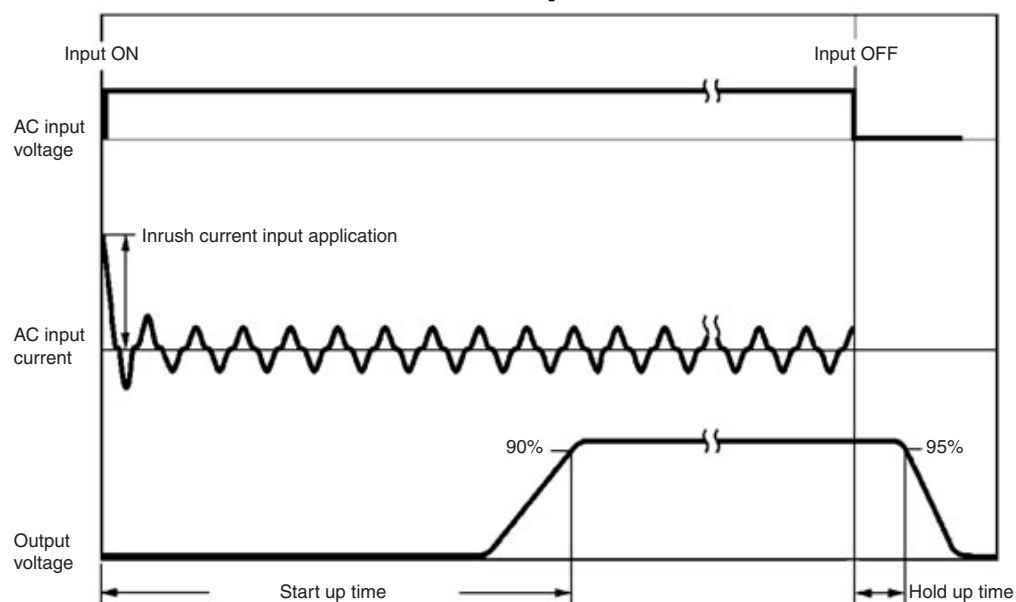 Input ON
Input OFF
AC input
voltage
Inrush current input application
AC input
current
90%
95%
Output
voltage
Start up time
Hold up time